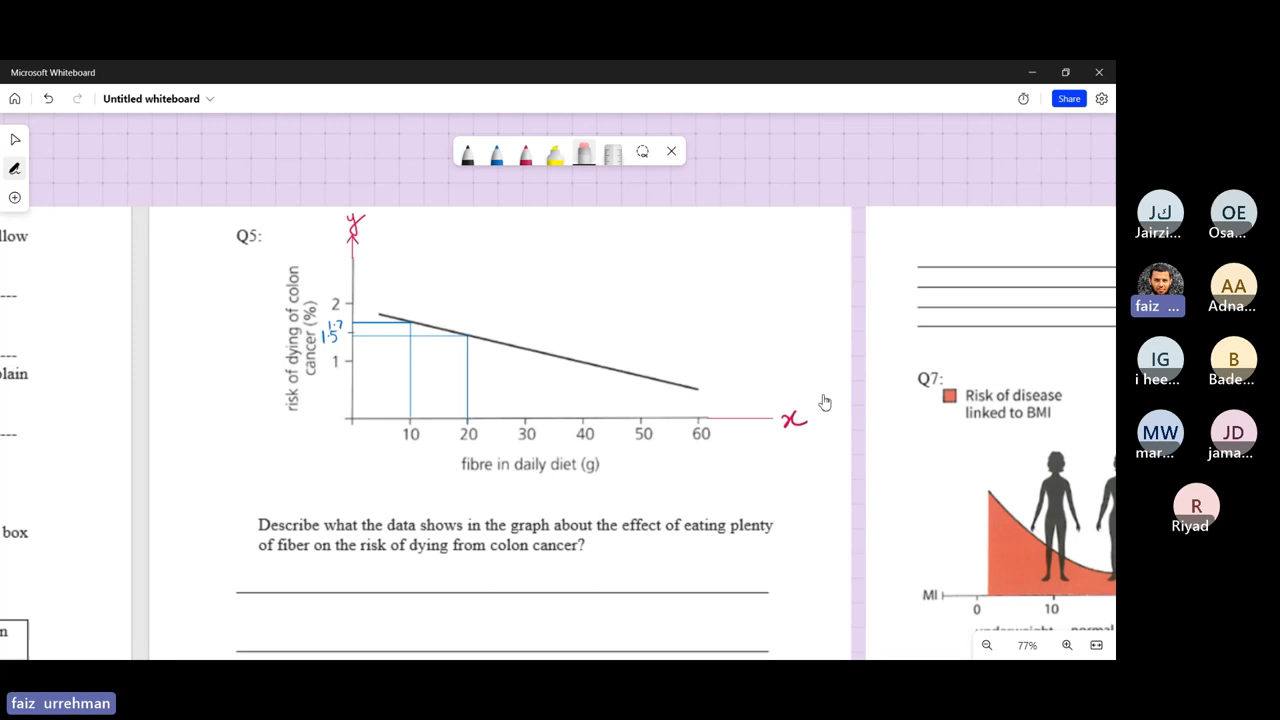 Microsoft Whiteboard
Untitled whiteboard
Share
llow
---
---
plain
---
box
n
Q5:
y
risk of dying of colon
cancer (%)
2
1.7
1.5
1
10 20 30 40 50 60
x
fibre in daily diet (g)
Describe what the data shows in the graph about the effect of eating plenty
of fiber on the risk of dying from colon cancer?
Q7:
Risk of disease
linked to BMI
MI
0 10
77%
Jك
Jairzi...
OE
Osa...
faiz ...
AA
Adna...
IG
i hee...
B
Bade...
MW
mar...
JD
jama...
R
Riyad
faiz urrehman